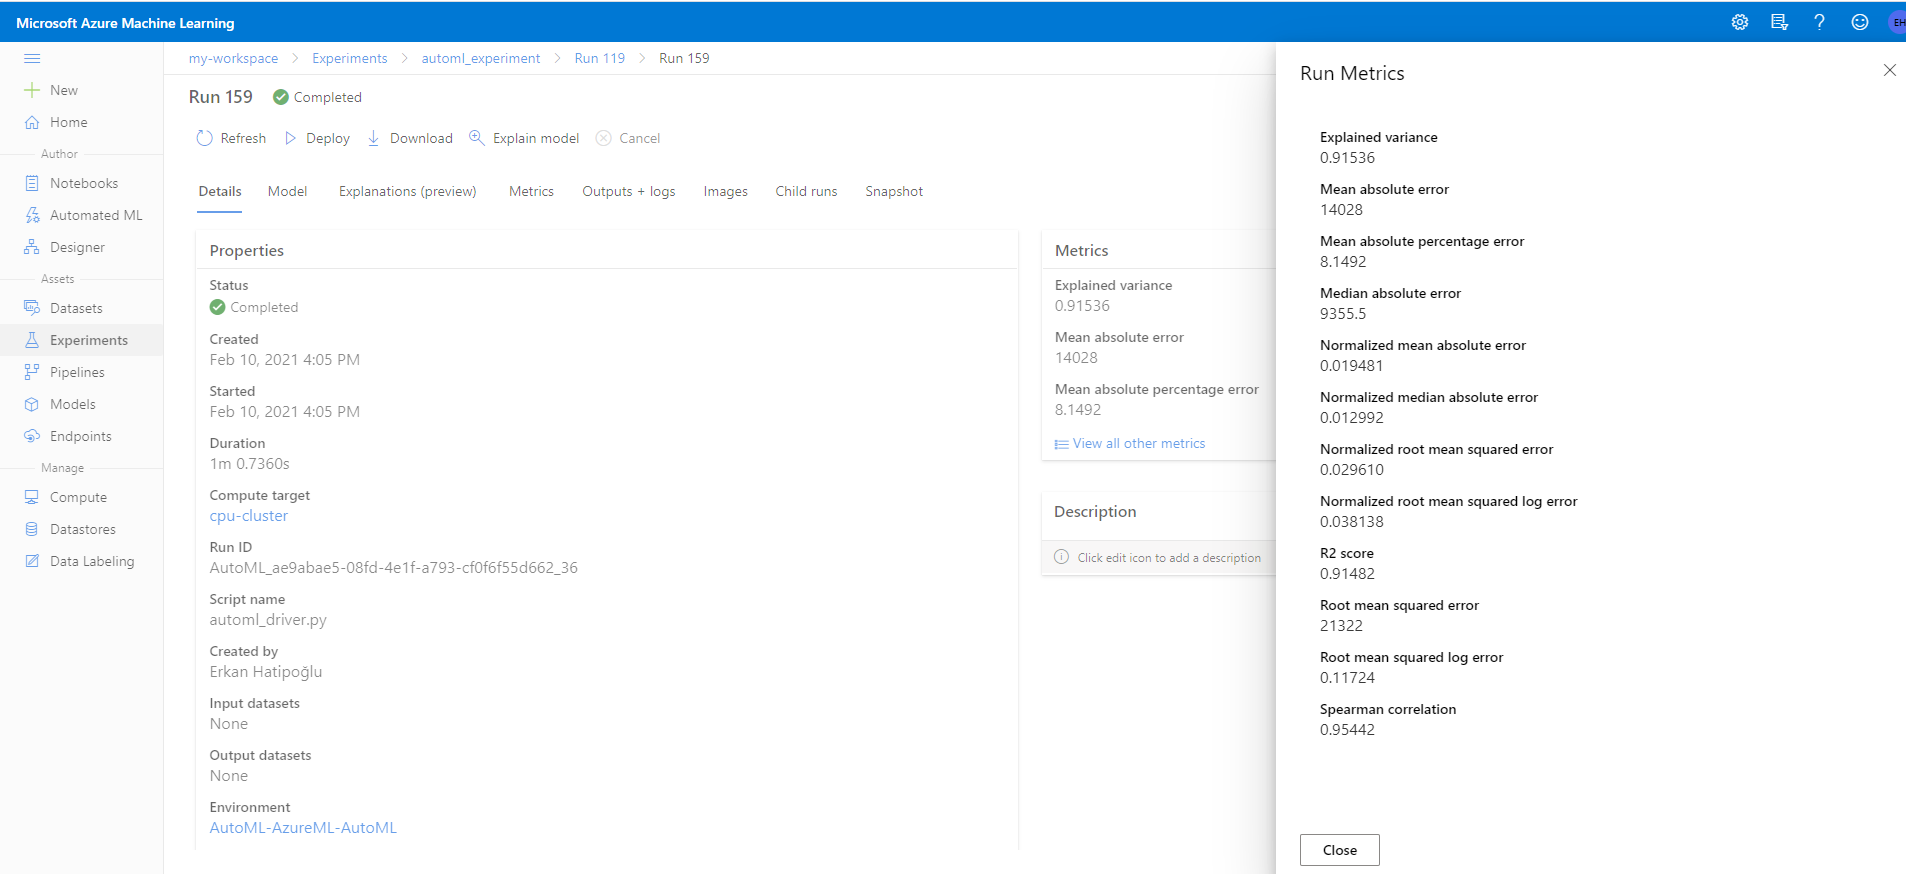 Microsoft Azure Machine Learning
EH
New
Home
Author
Notebooks
Automated ML
Designer
Assets
Datasets
Experiments
Pipelines
Models
Endpoints
Manage
Compute
Datastores
Data Labeling
my-workspace > Experiments > automl_experiment > Run 119 > Run 159
Run 159 Completed
Refresh Deploy Download Explain model Cancel
Details Model Explanations (preview) Metrics Outputs + logs Images Child runs Snapshot
Properties
Status
Completed
Created
Feb 10, 2021 4:05 PM
Started
Feb 10, 2021 4:05 PM
Duration
1m 0.7360s
Compute target
cpu-cluster
Run ID
AutoML_ae9abae5-08fd-4e1f-a793-cf0f6f55d662_36
Script name
automl_driver.py
Created by
Erkan Hatipoğlu
Input datasets
None
Output datasets
None
Environment
AutoML-AzureML-AutoML
Metrics
Explained variance
0.91536
Mean absolute error
14028
Mean absolute percentage error
8.1492
View all other metrics
Description
Click edit icon to add a description
Run Metrics
Explained variance
0.91536
Mean absolute error
14028
Mean absolute percentage error
8.1492
Median absolute error
9355.5
Normalized mean absolute error
0.019481
Normalized median absolute error
0.012992
Normalized root mean squared error
0.029610
Normalized root mean squared log error
0.038138
R2 score
0.91482
Root mean squared error
21322
Root mean squared log error
0.11724
Spearman correlation
0.95442
Close